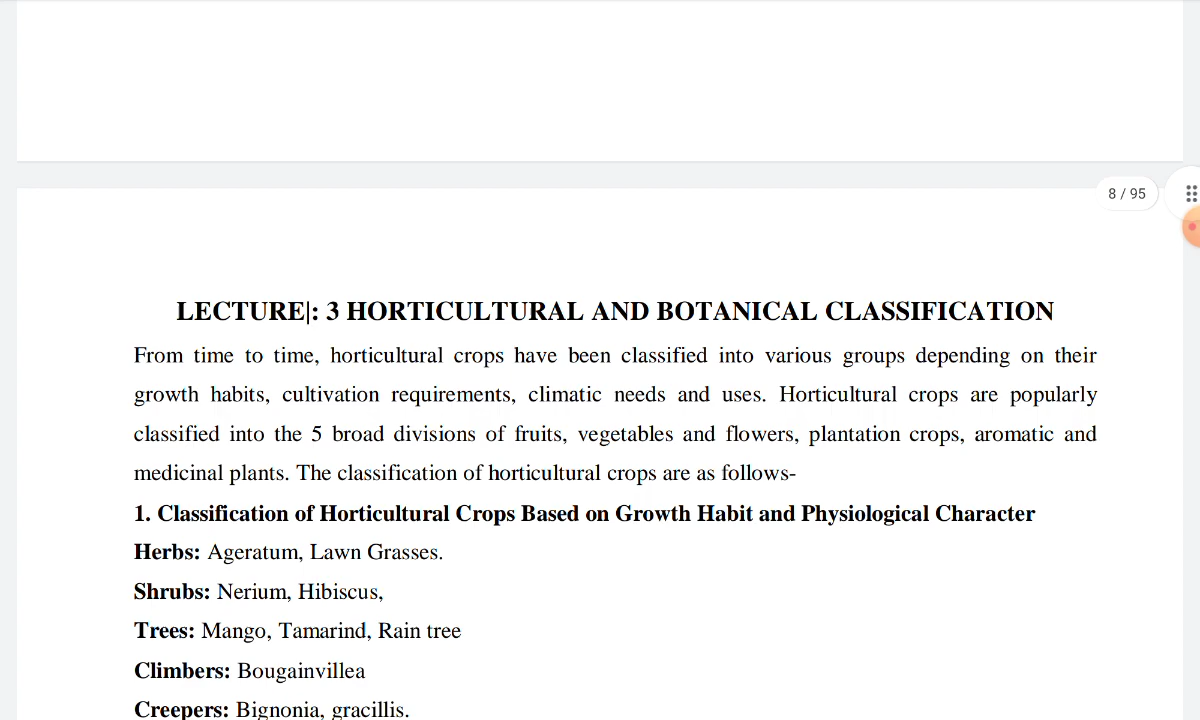 8 / 95
LECTURE|: 3 HORTICULTURAL AND BOTANICAL CLASSIFICATION
From time to time, horticultural crops have been classified into various groups depending on their
growth habits, cultivation requirements, climatic needs and uses. Horticultural crops are popularly
classified into the 5 broad divisions of fruits, vegetables and flowers, plantation crops, aromatic and
medicinal plants. The classification of horticultural crops are as follows-
1. Classification of Horticultural Crops Based on Growth Habit and Physiological Character
Herbs: Ageratum, Lawn Grasses.
Shrubs: Nerium, Hibiscus,
Trees: Mango, Tamarind, Rain tree
Climbers: Bougainvillea
Creepers: Bignonia, gracillis.